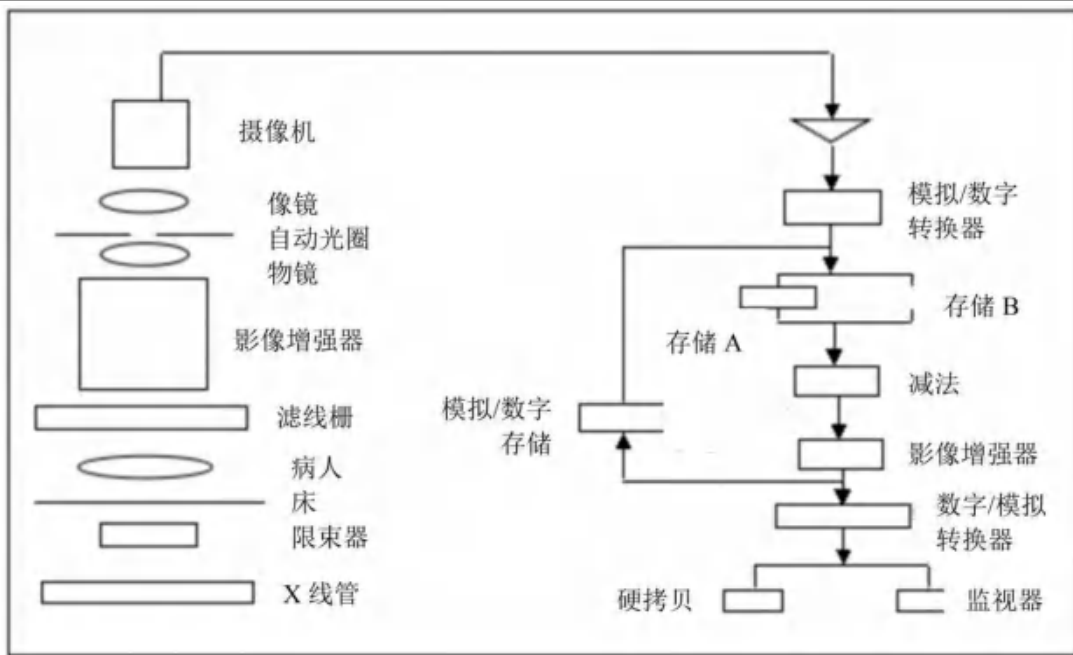 摄像机
像镜
自动光圈
物镜
影像增强器
滤线栅
病人
床
限束器
X 线管
模拟/数字
转换器
存储 B
存储 A
减法
模拟/数字
存储
影像增强器
数字/模拟
转换器
硬拷贝
监视器